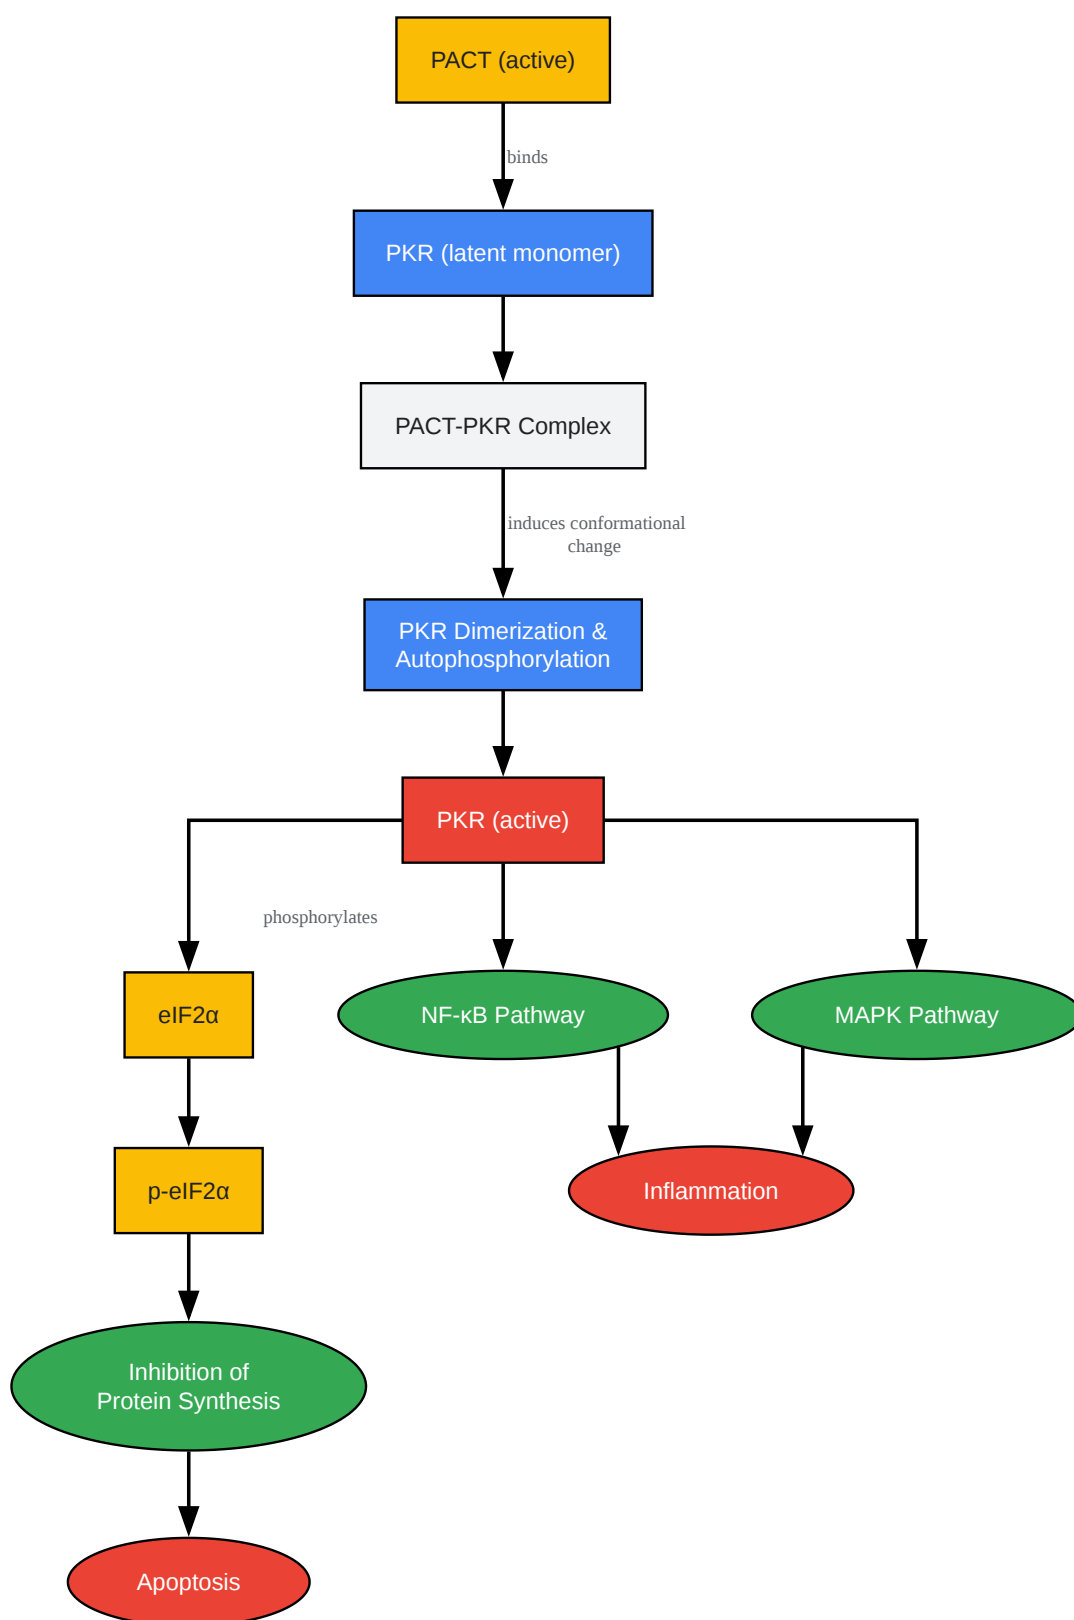 PACT (active)
binds
PKR (latent monomer)
PACT-PKR Complex
induces conformational
change
PKR Dimerization &
Autophosphorylation
PKR (active)
phosphorylates
eIF2α
NF-κB Pathway
MAPK Pathway
p-eIF2α
Inflammation
Inhibition of
Protein Synthesis
Apoptosis